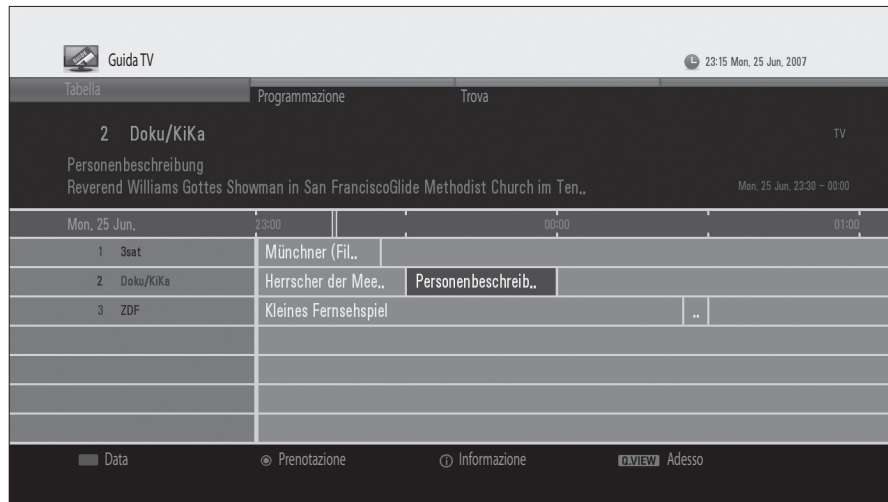 Guida TV
23:15 Mon, 25 Jun, 2007
Tabella Programmazione Trova
2 Doku/KiKa TV
Personenbeschreibung
Reverend Williams Gottes Showman in San FranciscoGlide Methodist Church im Ten.. Mon, 25 Jun, 23:30 - 00:00
Mon, 25 Jun, 23:00 00:00 01:00
1 3sat Münchner (Fil..
2 Doku/KiKa Herrscher der Mee.. Personenbeschreib..
3 ZDF Kleines Fernsehspiel ..
Data Prenotazione Informazione Q.VIEW Adesso